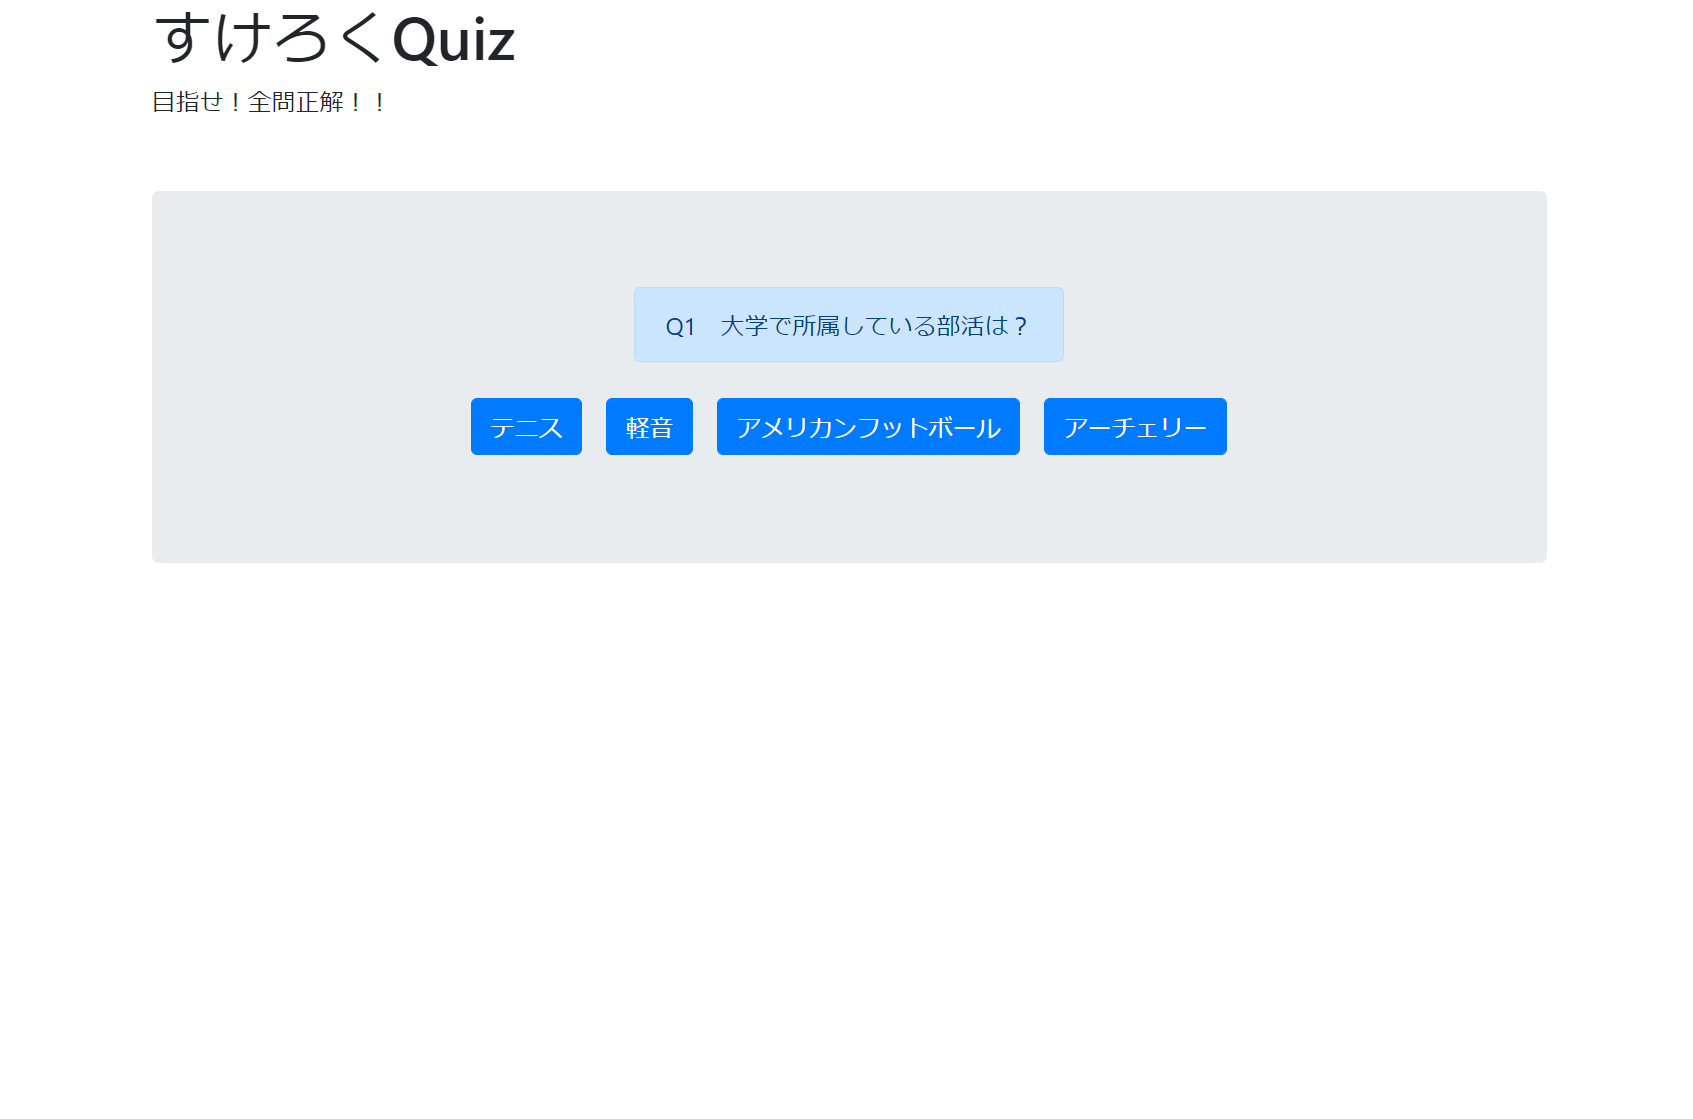 すけろくQuiz
目指せ！全問正解！！
Q1　大学で所属している部活は？
テニス
軽音
アメリカンフットボール
アーチェリー